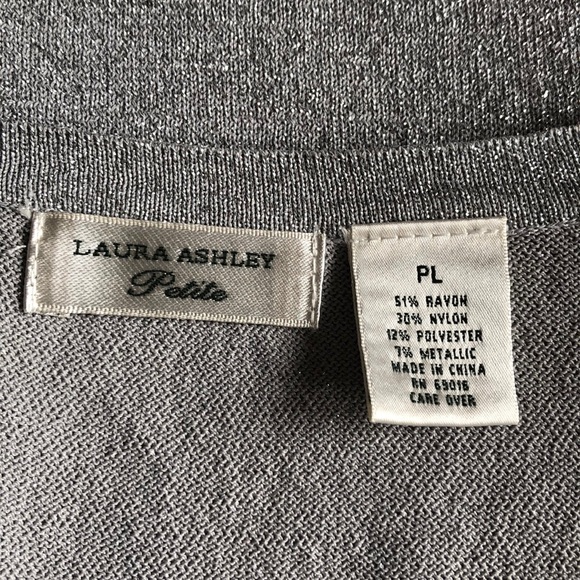 LAURA ASHLEY
Petite
PL
51% RAYON
30% NYLON
12% POLYESTER
7% METALLIC
MADE IN CHINA
RN 69016
CARE OVER